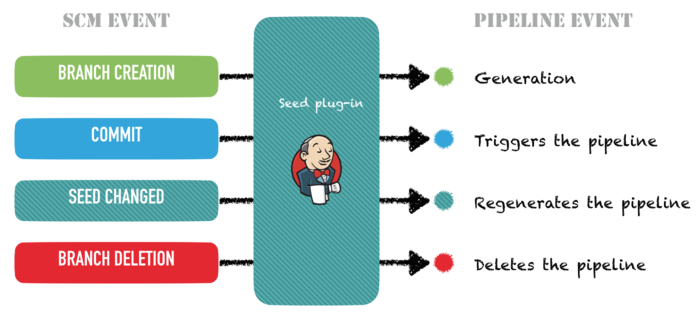 SCM EVENT
PIPELINE EVENT
BRANCH CREATION
Seed plug-in
Generation
COMMIT
Triggers the pipeline
SEED CHANGED
Regenerates the pipeline
BRANCH DELETION
Deletes the pipeline